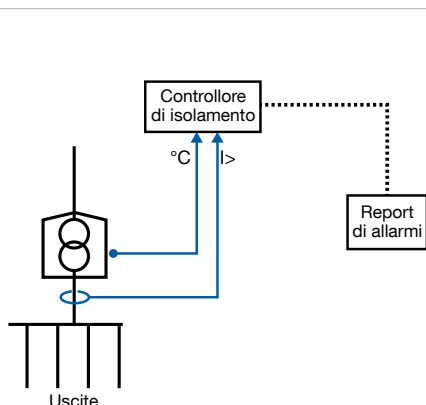 Controllore
di isolamento
°C
I>
Report
di allarmi
Uscite